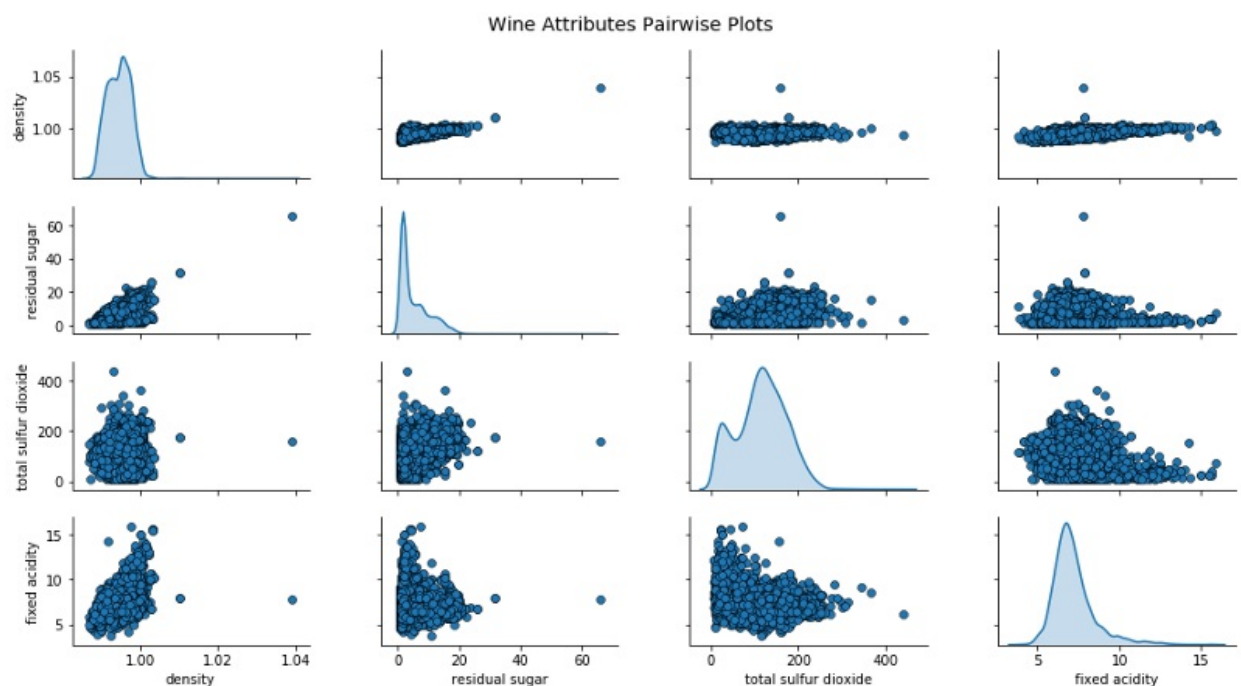 Wine Attributes Pairwise Plots
density
1.05
1.00
residual sugar
60
40
20
0
total sulfur dioxide
400
200
0
fixed acidity
15
10
5
1.00 1.02 1.04
density
0 20 40 60
residual sugar
0 200 400
total sulfur dioxide
5 10 15
fixed acidity